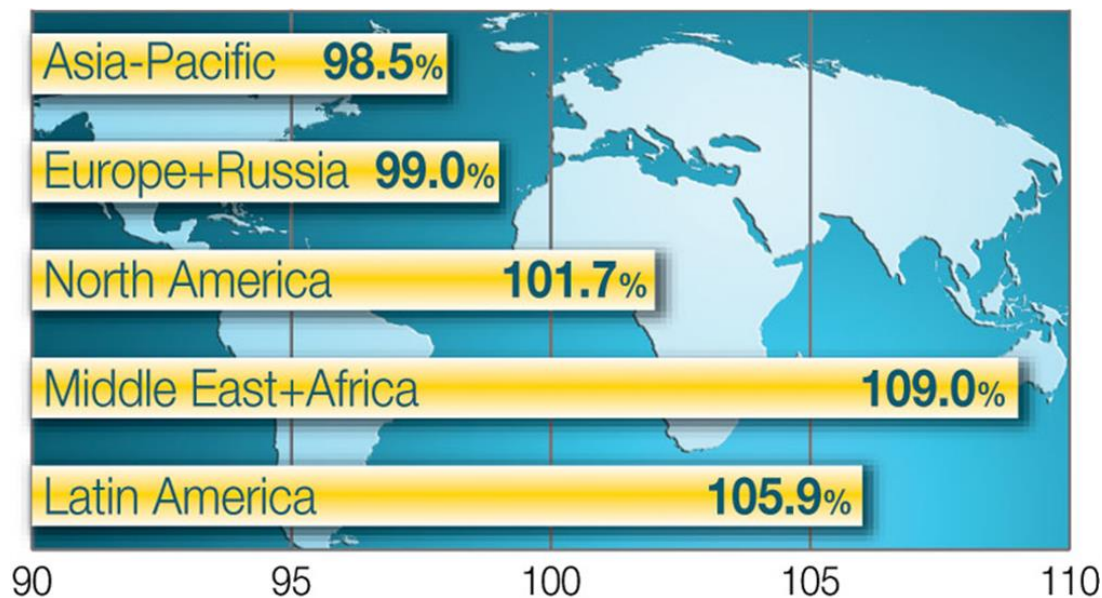 Asia-Pacific 98.5%
Europe+Russia 99.0%
North America 101.7%
Middle East+Africa 109.0%
Latin America 105.9%
90 95 100 105 110